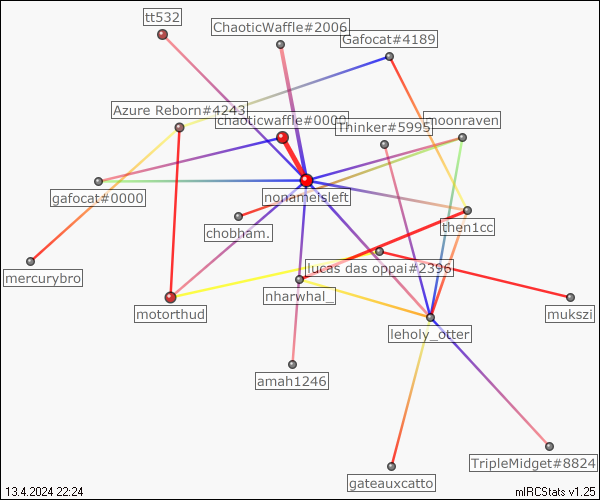 tt532
ChaoticWaffle#2006
Gafocat#4189
Azure Reborn#4243
chaoticwaffle#0000
Thinker#5995
moonraven
gafocat#0000
nonameisleft
chobham.
then1cc
mercurybro
lucas das oppai#2396
nharwhal_
motorthud
mukszi
leholy_otter
amah1246
TripleMidget#8824
gateauxcatto
13.4.2024 22:24
mIRCStats v1.25